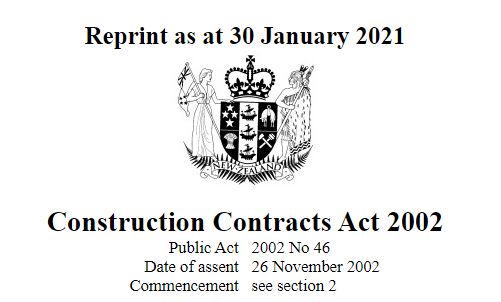 Reprint as at 30 January 2021
NEW ZEALAND
Construction Contracts Act 2002
Public Act 2002 No 46
Date of assent 26 November 2002
Commencement see section 2